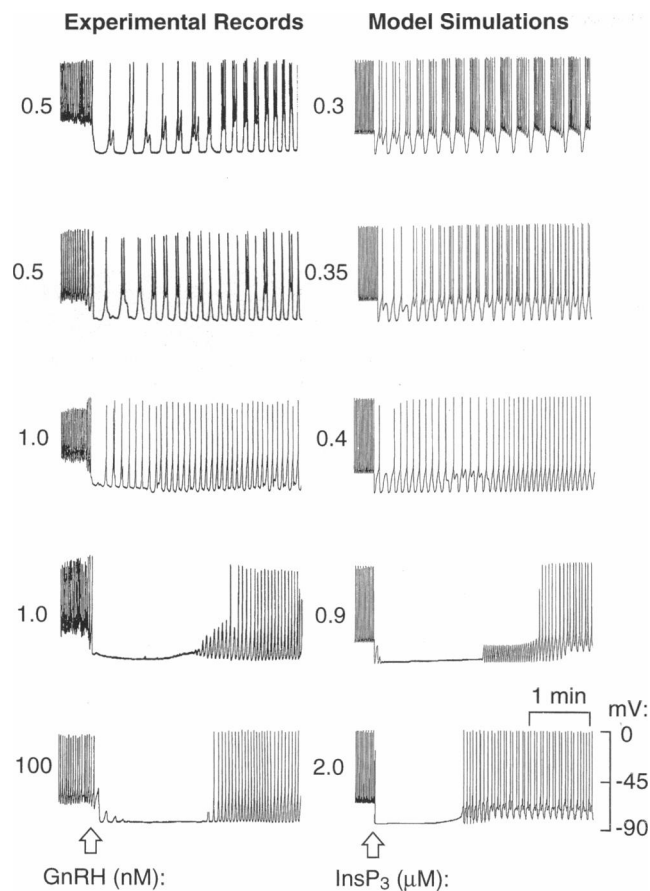 Experimental Records Model Simulations
0.5 0.3
0.5 0.35
1.0 0.4
1.0 0.9
1 min
mV:
100 2.0 0
-45
-90
GnRH (nM): InsP3 (μM):